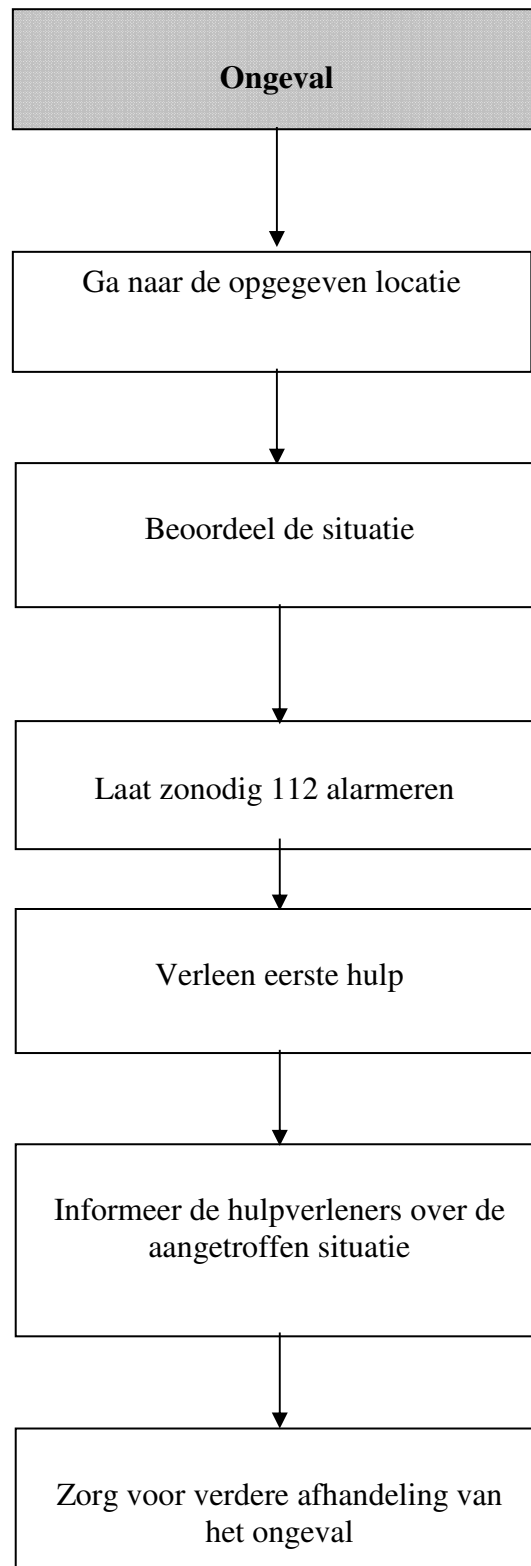 Ongeval
Ga naar de opgegeven locatie
Beoordeel de situatie
Laat zonodig 112 alarmeren
Verleen eerste hulp
Informeer de hulpverleners over de
aangetroffen situatie
Zorg voor verdere afhandeling van
het ongeval